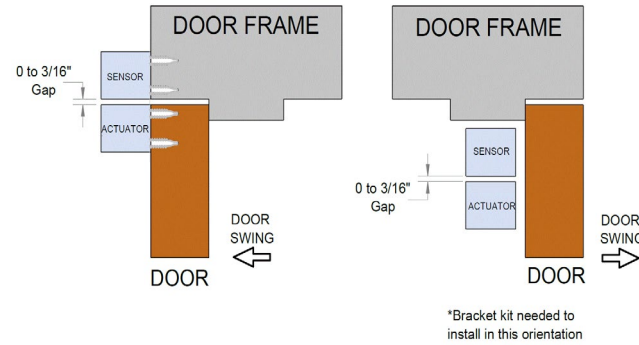 DOOR FRAME
SENSOR
0 to 3/16"
Gap
ACTUATOR
DOOR
SWING
DOOR
DOOR FRAME
SENSOR
0 to 3/16"
Gap
ACTUATOR
DOOR
SWING
DOOR
*Bracket kit needed to
install in this orientation